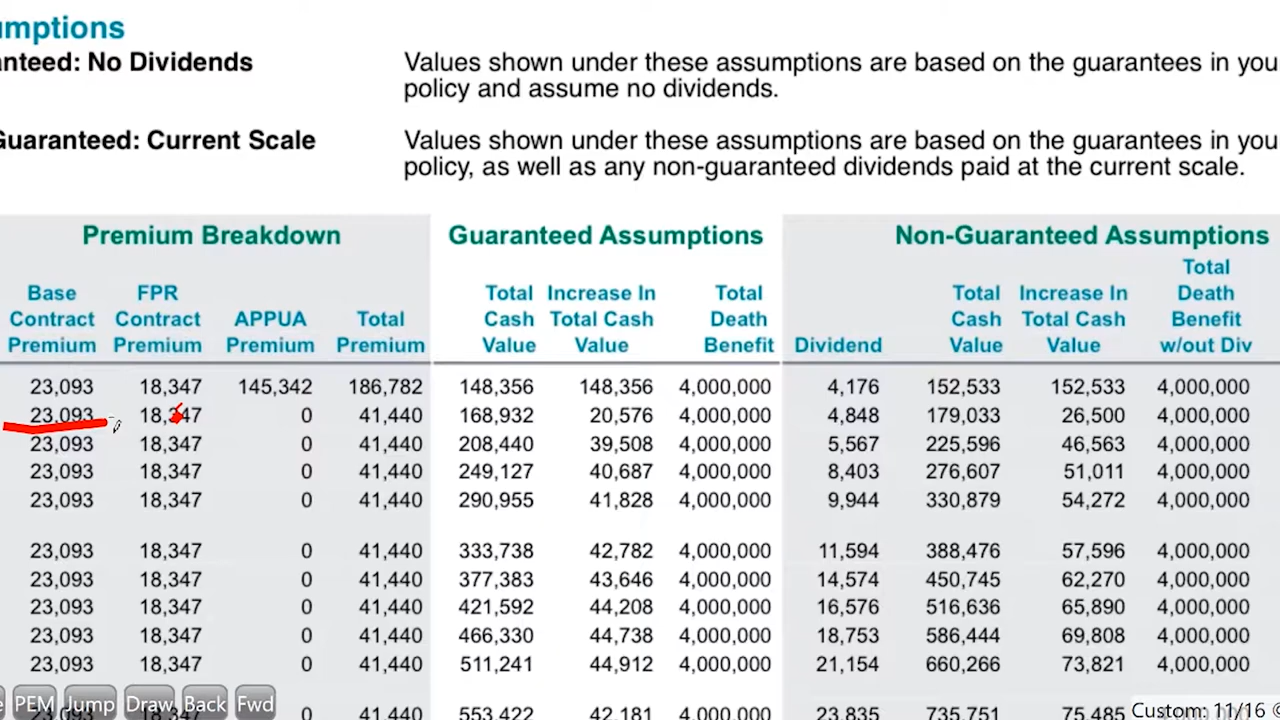 umptions
anteed: No Dividends Values shown under these assumptions are based on the guarantees in you
policy and assume no dividends.
Guaranteed: Current Scale Values shown under these assumptions are based on the guarantees in you
policy, as well as any non-guaranteed dividends paid at the current scale.
Premium Breakdown Guaranteed Assumptions Non-Guaranteed Assumptions
Total
Base FPR Total Increase In Total Total Increase In Death
Contract Contract APPUA Total Cash Total Cash Death Cash Total Cash Benefit
Premium Premium Premium Premium Value Value Benefit Dividend Value Value w/out Div
23,093 18,347 145,342 186,782 148,356 148,356 4,000,000 4,176 152,533 152,533 4,000,000
23,093 18,347 0 41,440 168,932 20,576 4,000,000 4,848 179,033 26,500 4,000,000
23,093 18,347 0 41,440 208,440 39,508 4,000,000 5,567 225,596 46,563 4,000,000
23,093 18,347 0 41,440 249,127 40,687 4,000,000 8,403 276,607 51,011 4,000,000
23,093 18,347 0 41,440 290,955 41,828 4,000,000 9,944 330,879 54,272 4,000,000
23,093 18,347 0 41,440 333,738 42,782 4,000,000 11,594 388,476 57,596 4,000,000
23,093 18,347 0 41,440 377,383 43,646 4,000,000 14,574 450,745 62,270 4,000,000
23,093 18,347 0 41,440 421,592 44,208 4,000,000 16,576 516,636 65,890 4,000,000
23,093 18,347 0 41,440 466,330 44,738 4,000,000 18,753 586,444 69,808 4,000,000
23,093 18,347 0 41,440 511,241 44,912 4,000,000 21,154 660,266 73,821 4,000,000
23,093 18,347 0 41,440 553,422 42,181 4,000,000 23,835 735,751 75,485
e PEM Jump Draw Back Fwd Custom: 11/16 ©